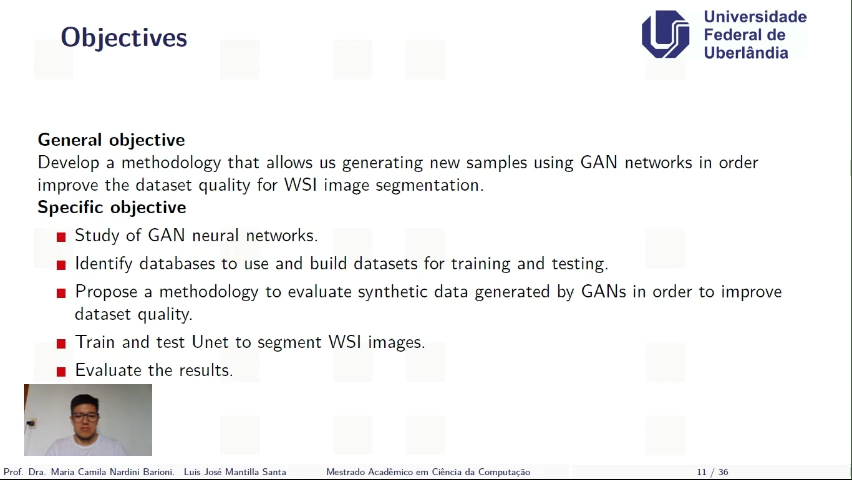 Objectives
Universidade
Federal de
Uberlândia
General objective
Develop a methodology that allows us generating new samples using GAN networks in order
improve the dataset quality for WSI image segmentation.
Specific objective
Study of GAN neural networks.
Identify databases to use and build datasets for training and testing.
Propose a methodology to evaluate synthetic data generated by GANs in order to improve
dataset quality.
Train and test Unet to segment WSI images.
Evaluate the results.
Prof. Dra. Maria Camila Nardini Barioni. Luis José Mantilla Santa Mestrado Acadêmico em Ciência da Computação 11 / 36